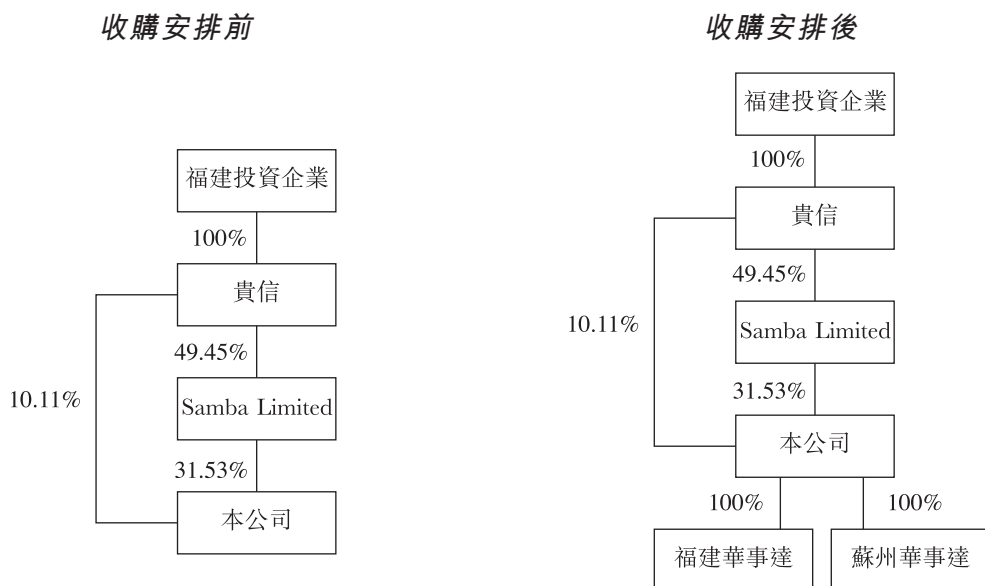 收購安排前
福建投資企業
100%
貴信
49.45%
10.11%
Samba Limited
31.53%
本公司
收購安排後
福建投資企業
100%
貴信
49.45%
10.11%
Samba Limited
31.53%
本公司
100%
100%
福建華事達
蘇州華事達